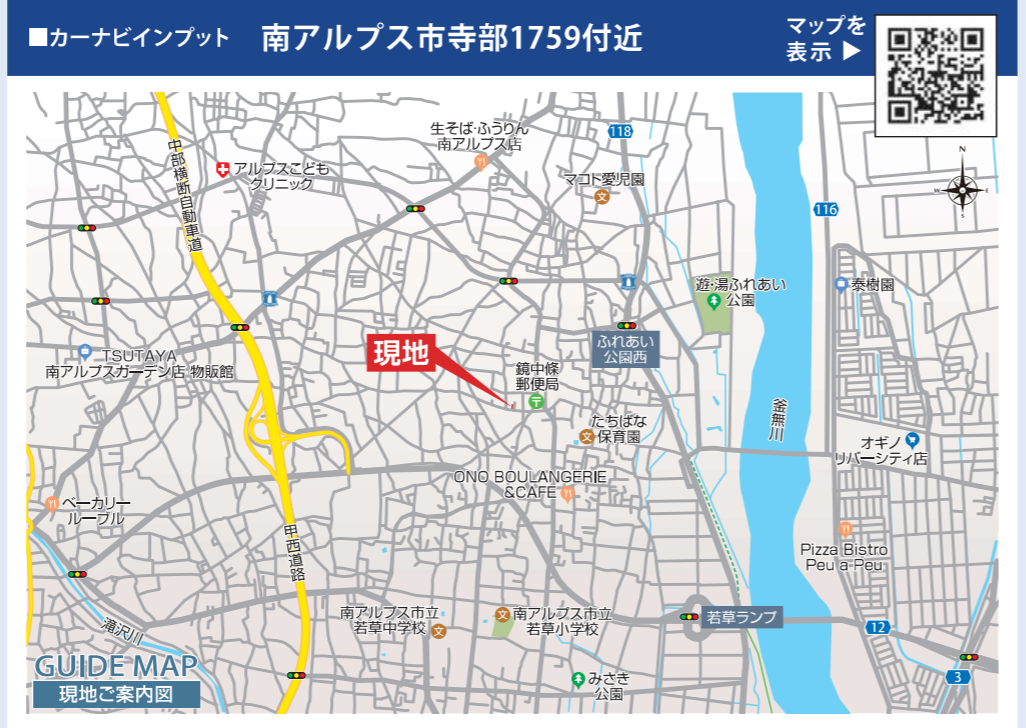 ■カーナビインプット 南アルプス市寺部1759付近
マップを
表示 ▶
中部横断自動車道
アルプスこども
クリニック
生そば・ふうりん
南アルプス店
118
マコト愛児園
文
116
N
W
E
S
遊・湯ふれあい
公園
泰樹園
ふれあい
公園西
TSUTAYA
南アルプスガーデン店 物販館
現地
鏡中條
郵便局
たちばな
文 保育園
釜無川
オギノ
リバーシティ店
ONO BOULANGERIE
&CAFE
ベーカリー
ルーブル
甲西道路
Pizza Bistro
Peu a Peu
滝沢川
南アルプス市立
若草中学校 文
文 南アルプス市立
若草小学校
若草ランプ
12
GUIDE MAP
現地ご案内図
みさき
公園
3